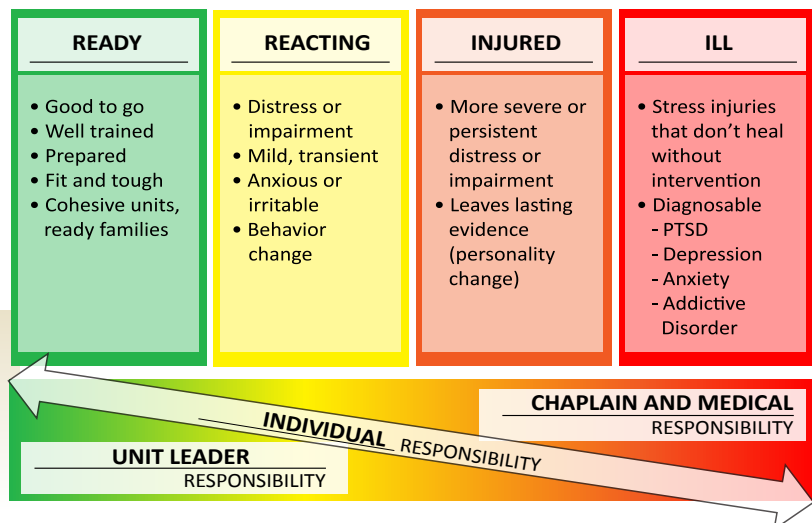 READY
• Good to go
• Well trained
• Prepared
• Fit and tough
• Cohesive units,
ready families
REACTING
• Distress or
impairment
• Mild, transient
• Anxious or
irritable
• Behavior
change
INJURED
• More severe or
persistent
distress or
impairment
• Leaves lasting
evidence
(personality
change)
ILL
• Stress injuries
that don't heal
without
intervention
• Diagnosable
- PTSD
- Depression
- Anxiety
- Addictive
Disorder
UNIT LEADER
RESPONSIBILITY
INDIVIDUAL RESPONSIBILITY
CHAPLAIN AND MEDICAL
RESPONSIBILITY